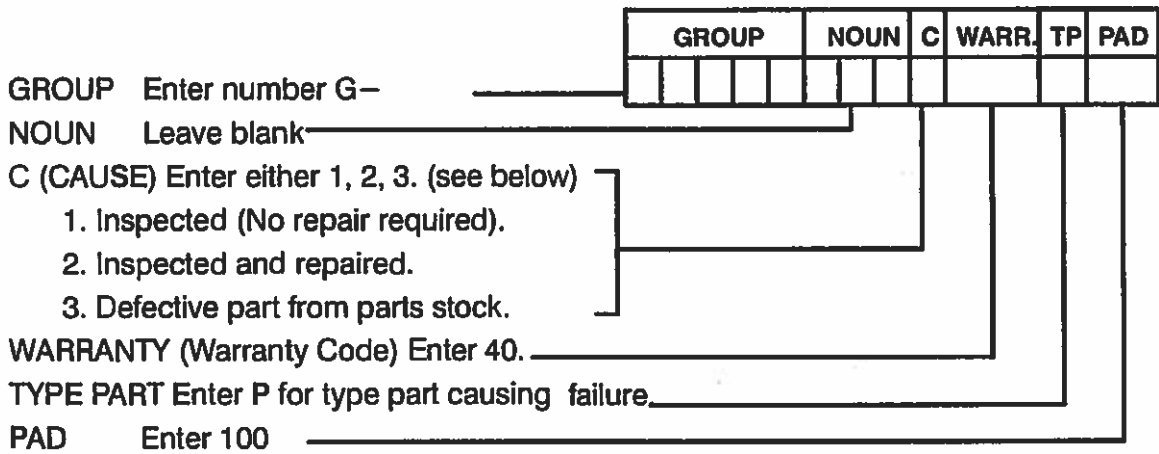 GROUP NOUN C WARR. TP PAD
GROUP Enter number G–
NOUN Leave blank
C (CAUSE) Enter either 1, 2, 3. (see below)
1. Inspected (No repair required).
2. Inspected and repaired.
3. Defective part from parts stock.
WARRANTY (Warranty Code) Enter 40.
TYPE PART Enter P for type part causing failure.
PAD Enter 100